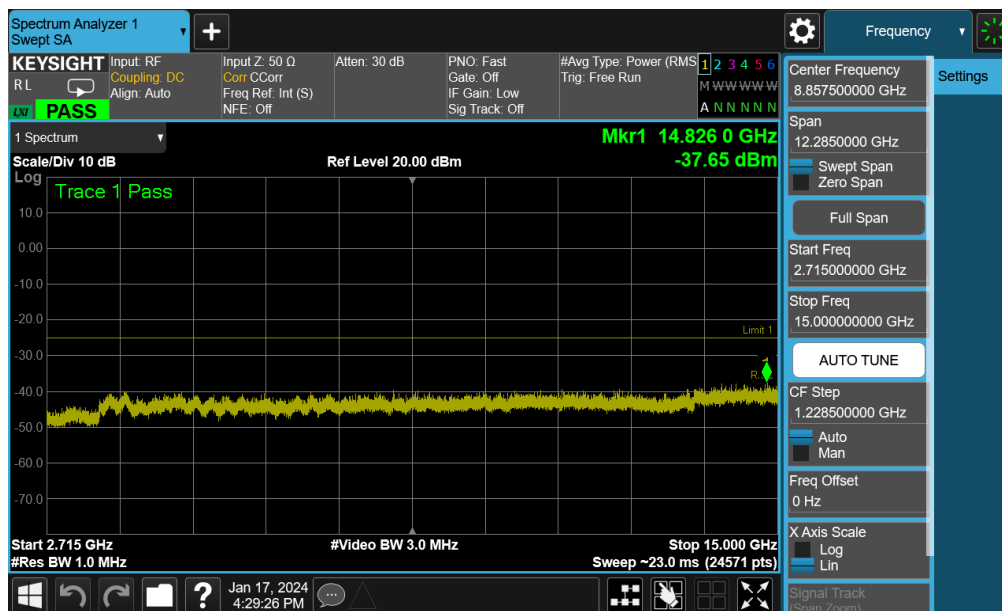 Spectrum Analyzer 1
Swept SA
Frequency
KEYSIGHT
R L
LXI
PASS
Input: RF
Coupling: DC
Align: Auto
Input Z: 50 Ω
Corr CCorr
Freq Ref: Int (S)
NFE: Off
Atten: 30 dB
PNO: Fast
Gate: Off
IF Gain: Low
Sig Track: Off
#Avg Type: Power (RMS
Trig: Free Run
1 2 3 4 5 6
M W W W W W
A N N N N N
1 Spectrum
Scale/Div 10 dB
Ref Level 20.00 dBm
Mkr1 14.826 0 GHz
-37.65 dBm
Log
Trace 1 Pass
10.0
0.00
-10.0
-20.0
-30.0
-40.0
-50.0
-60.0
-70.0
Limit 1
Start 2.715 GHz
#Video BW 3.0 MHz
Stop 15.000 GHz
#Res BW 1.0 MHz
Sweep ~23.0 ms (24571 pts)
Jan 17, 2024
4:29:26 PM
Center Frequency
8.857500000 GHz
Settings
Span
12.2850000 GHz
Swept Span
Zero Span
Full Span
Start Freq
2.715000000 GHz
Stop Freq
15.000000000 GHz
AUTO TUNE
CF Step
1.228500000 GHz
Auto
Man
Freq Offset
0 Hz
X Axis Scale
Log
Lin
Signal Track
(Span Zoom)